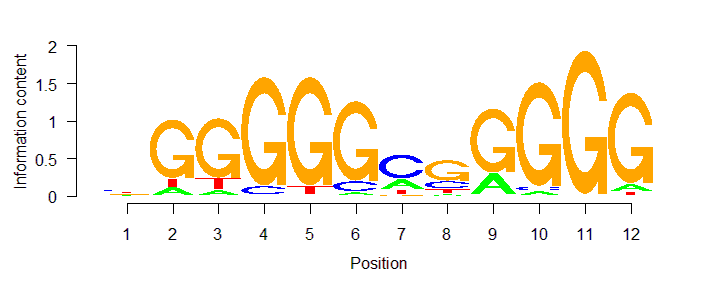 2
1.5
1
0.5
0
Information content
G G G G G G C G G G G G
T T C T C A C A C A
A A A T T A T
1 2 3 4 5 6 7 8 9 10 11 12
Position